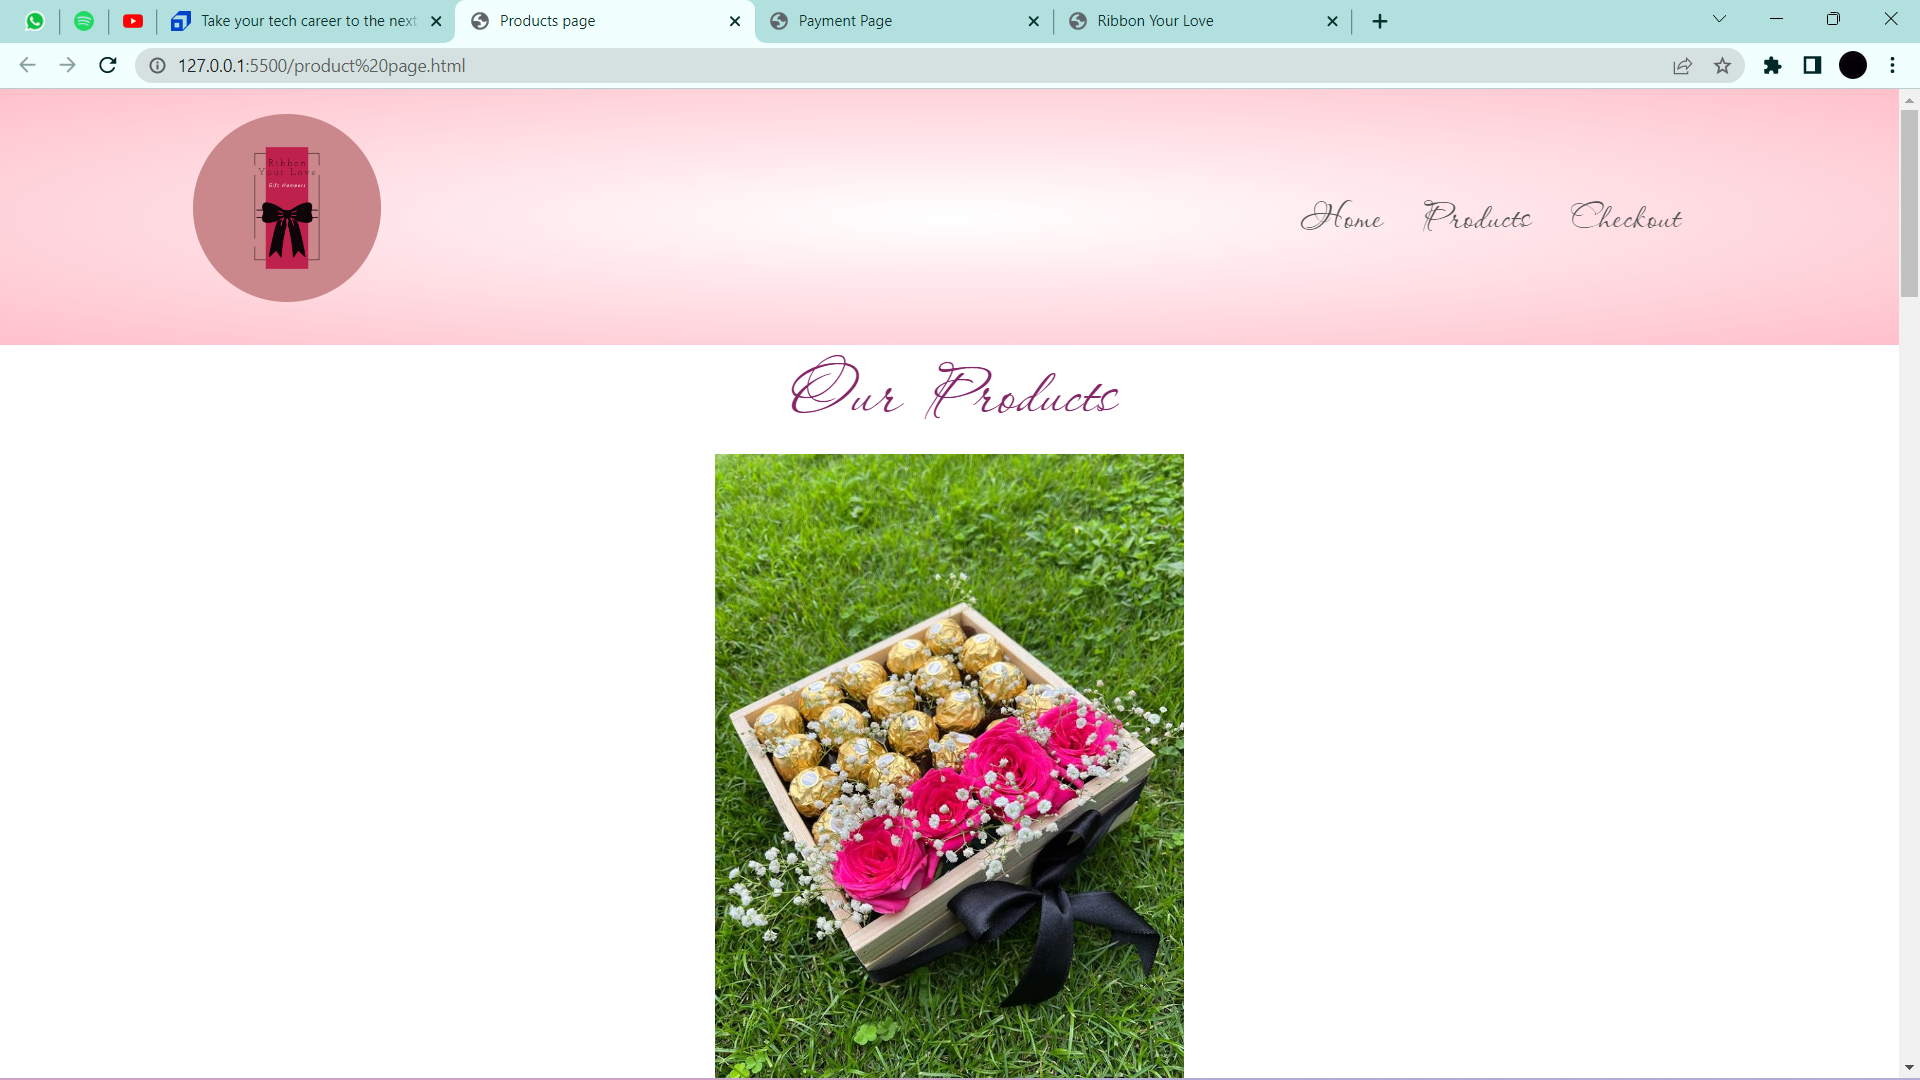 Take your tech career to the next
Products page
Payment Page
Ribbon Your Love
127.0.0.1:5500/product%20page.html
Ribbon
Your Love
Gift Hampers
Home
Products
Checkout
Our Products